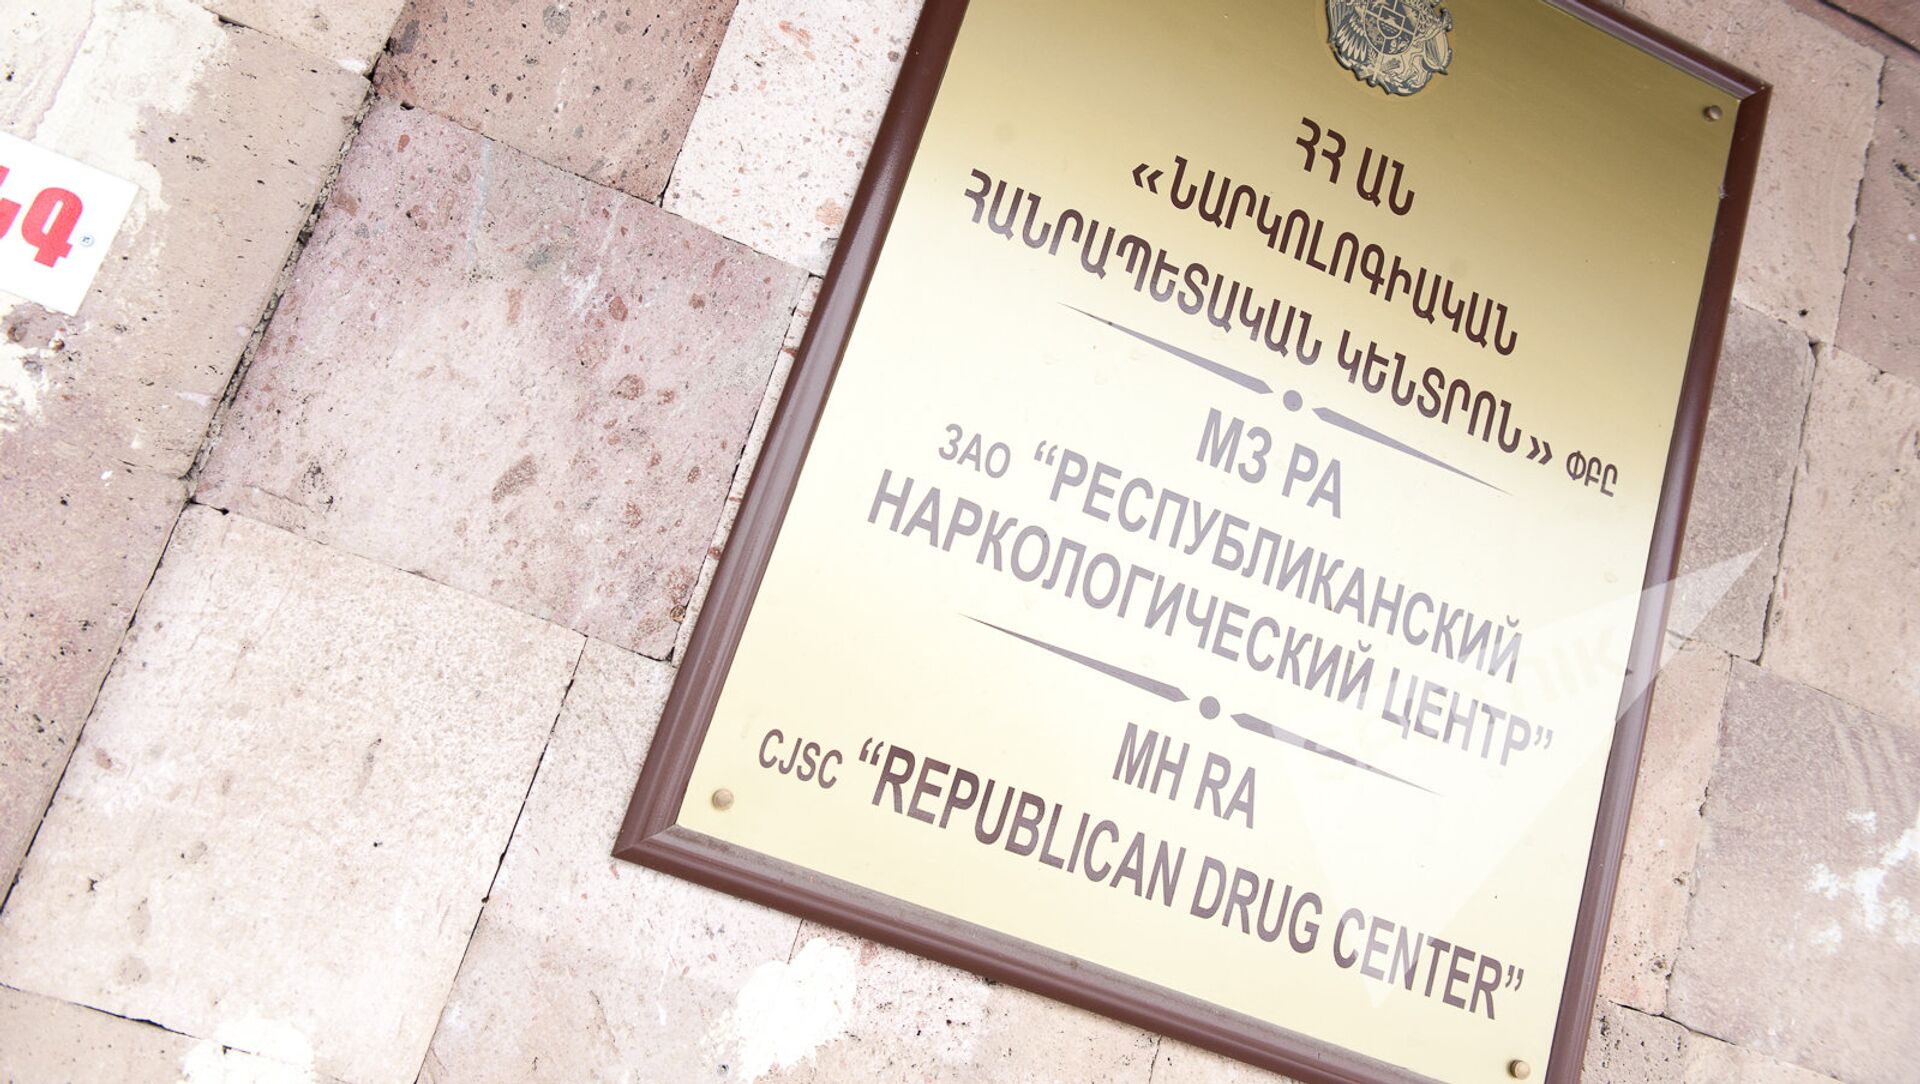 ՀՀ ԱՆ
«ՆԱՐԿՈԼՈԳԻԱԿԱՆ
ՀԱՆՐԱՊԵՏԱԿԱՆ ԿԵՆՏՐՈՆ» ՓԲԸ
МЗ РА
ЗАО “РЕСПУБЛИКАНСКИЙ
НАРКОЛОГИЧЕСКИЙ ЦЕНТР”
MH RA
CJSC “REPUBLICAN DRUG CENTER”